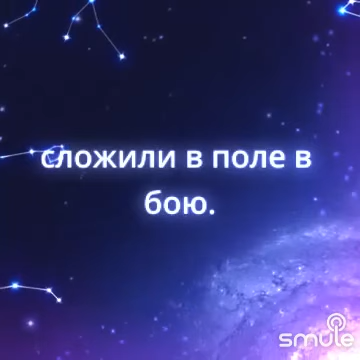 сложили в поле в
бою.
smule